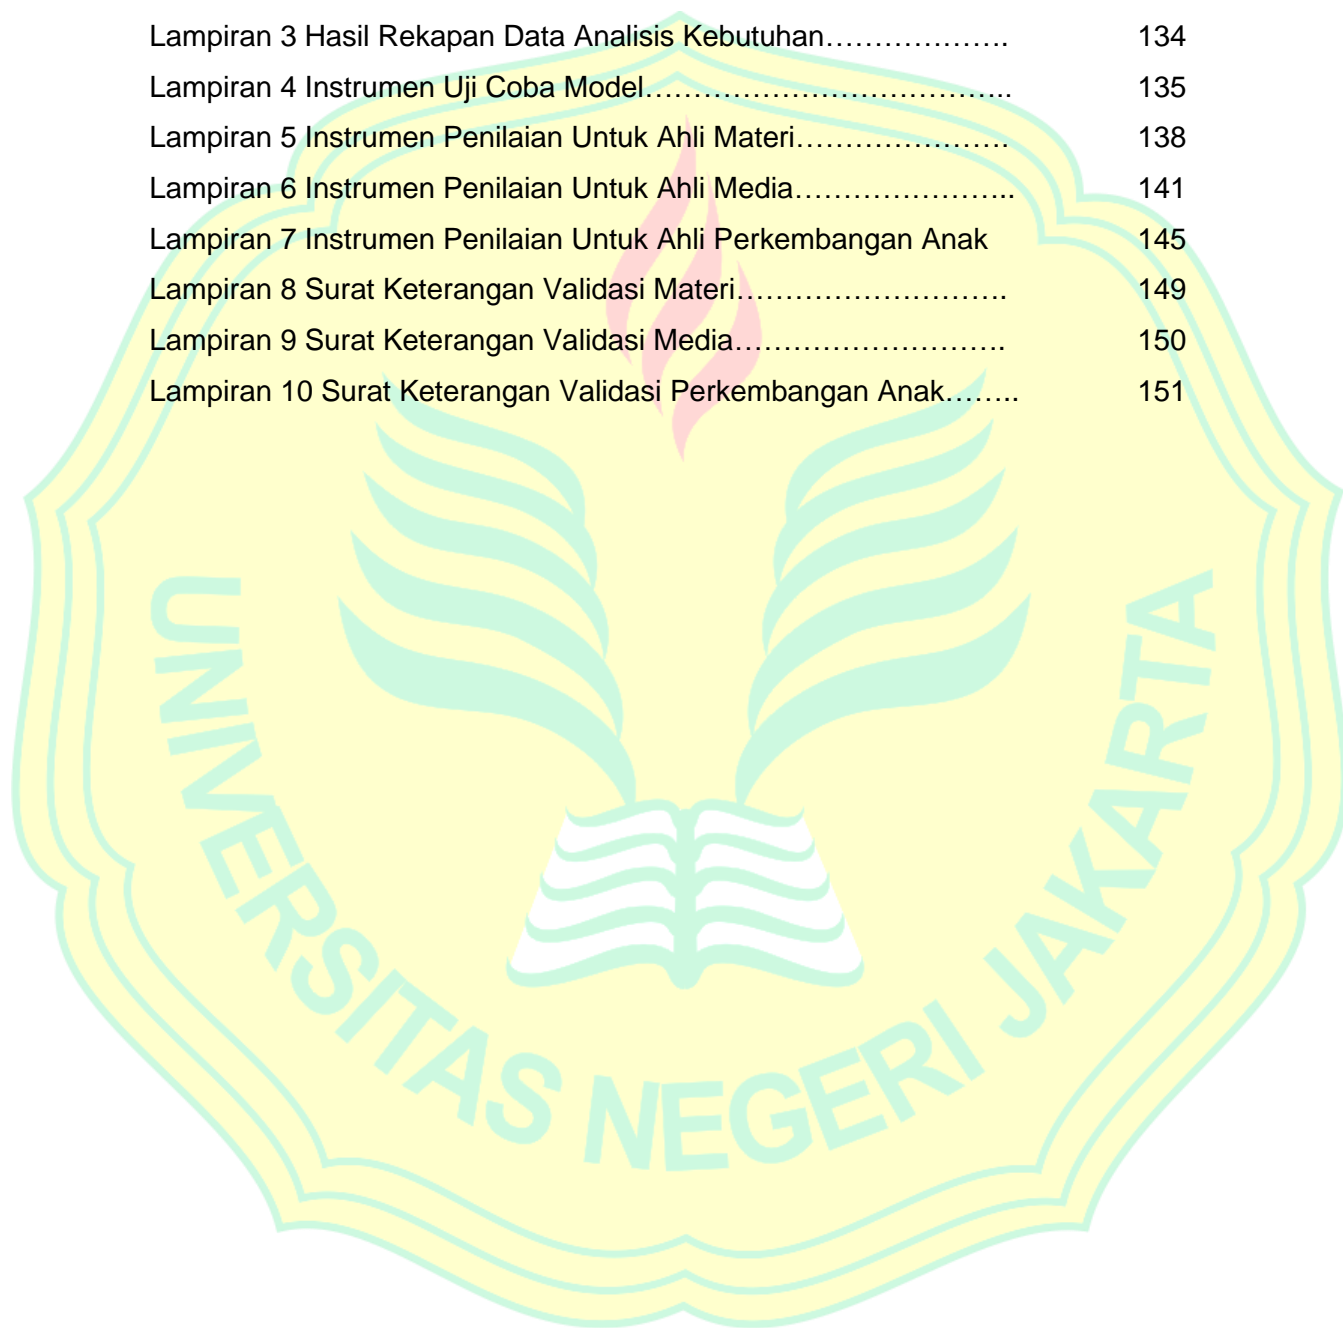 Lampiran 3 Hasil Rekapan Data Analisis Kebutuhan………………. 134
Lampiran 4 Instrumen Uji Coba Model……………………………….. 135
Lampiran 5 Instrumen Penilaian Untuk Ahli Materi…………………. 138
Lampiran 6 Instrumen Penilaian Untuk Ahli Media………………….. 141
Lampiran 7 Instrumen Penilaian Untuk Ahli Perkembangan Anak 145
Lampiran 8 Surat Keterangan Validasi Materi………………………. 149
Lampiran 9 Surat Keterangan Validasi Media………………………. 150
Lampiran 10 Surat Keterangan Validasi Perkembangan Anak…….. 151
UNIVERSITAS NEGERI JAKARTA